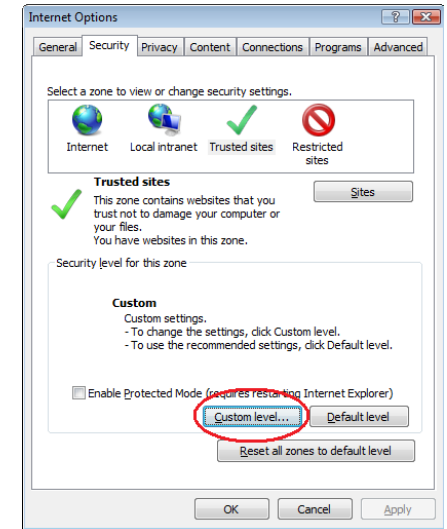 Internet Options
General Security Privacy Content Connections Programs Advanced
Select a zone to view or change security settings.
Internet Local intranet Trusted sites Restricted
sites
Trusted sites
Sites
This zone contains websites that you
trust not to damage your computer or
your files.
You have websites in this zone.
Security level for this zone
Custom
Custom settings.
- To change the settings, click Custom level.
- To use the recommended settings, click Default level.
Enable Protected Mode (requires restarting Internet Explorer)
Custom level... Default level
Reset all zones to default level
OK Cancel Apply